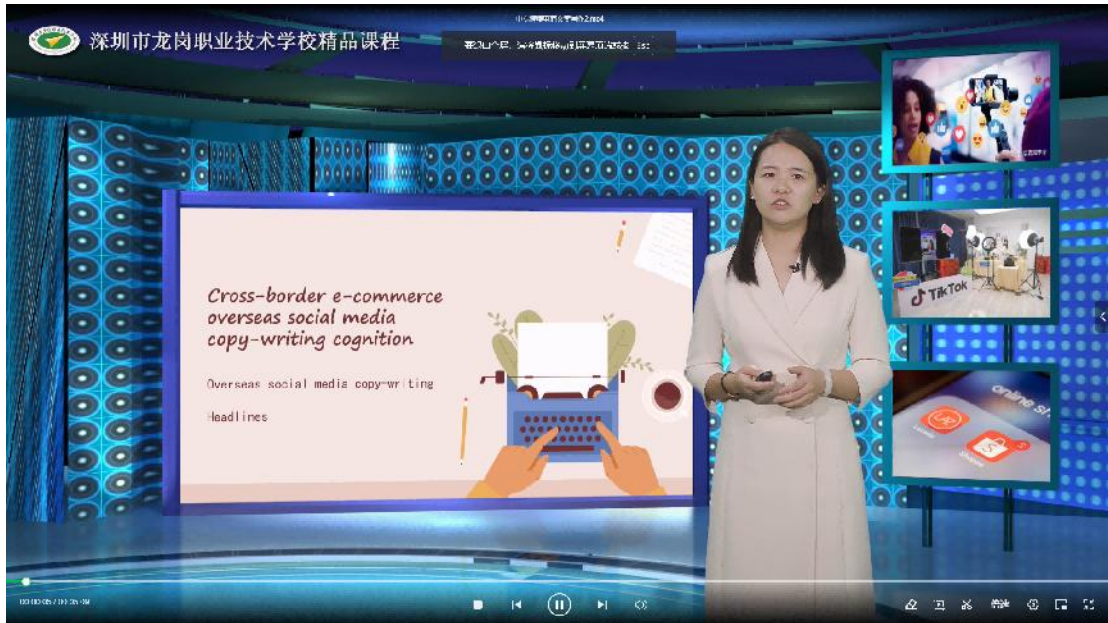 深圳市龙岗职业技术学校精品课程
Cross-border e-commerce
overseas social media
copy-writing cognition
Overseas social media copy-writing
Headlines
TikTok
online sh
Shopee